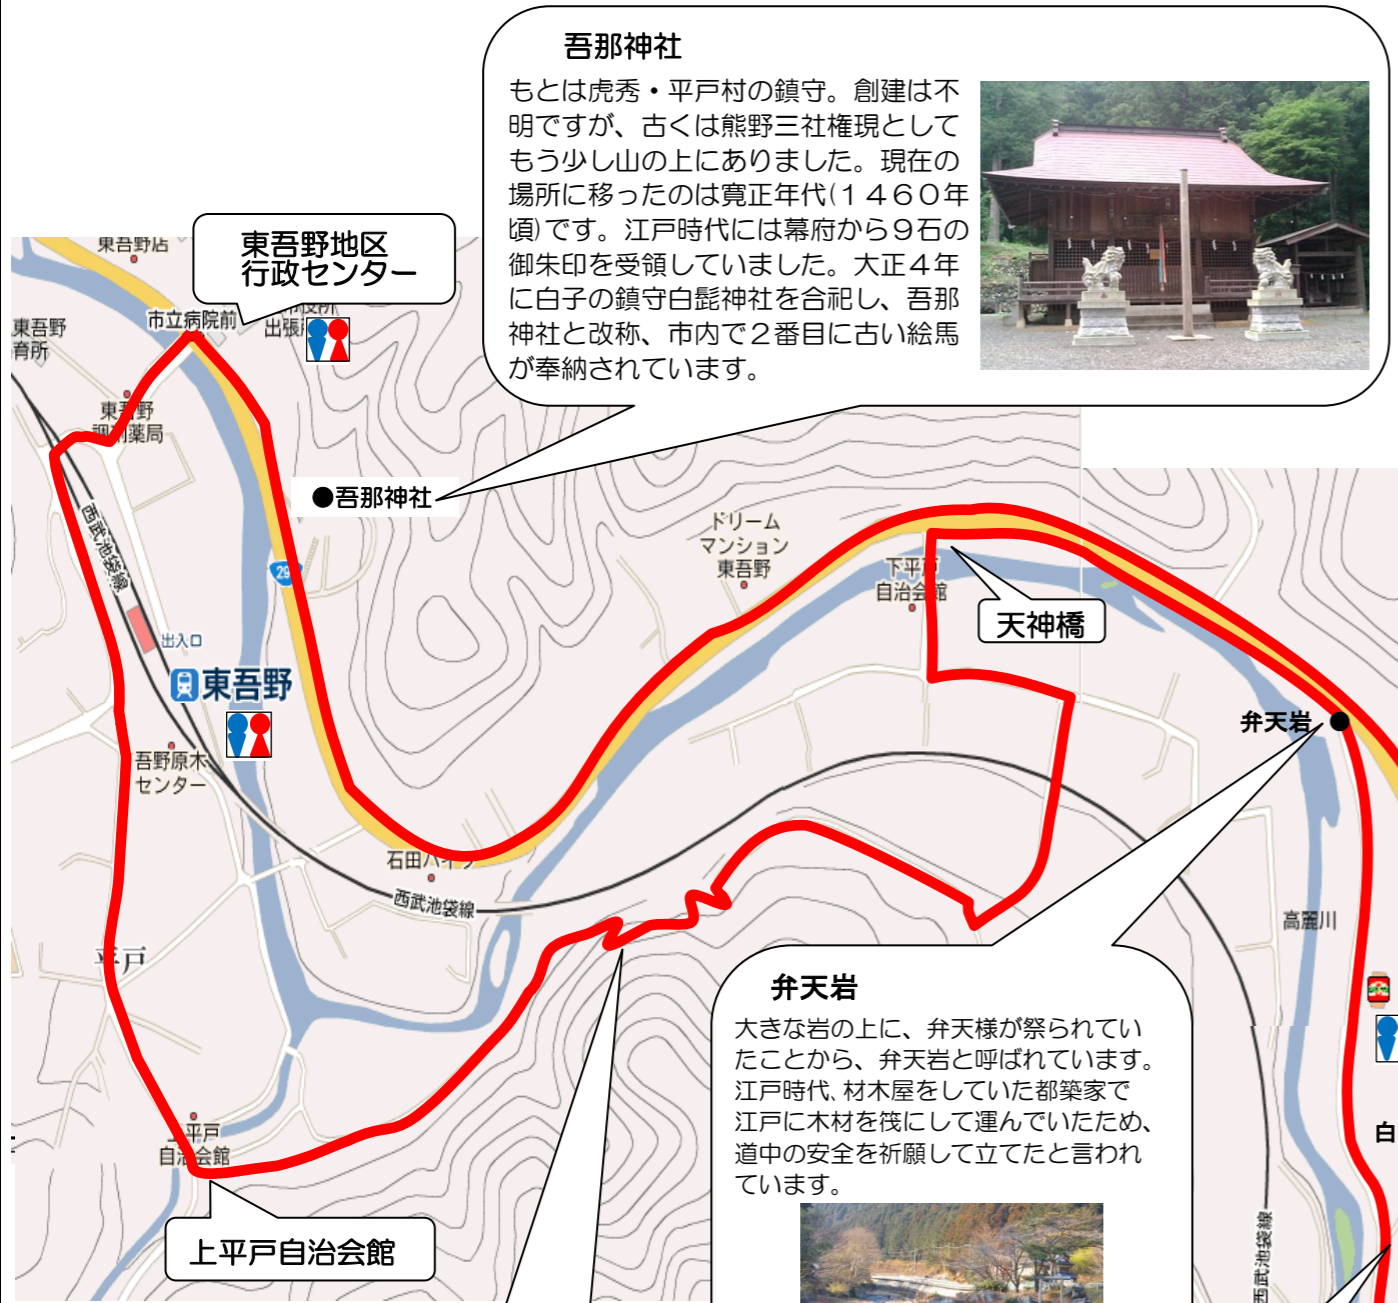 吾那神社
もとは虎秀・平戸村の鎮守。創建は不
明ですが、古くは熊野三社権現として
もう少し山の上にありました。現在の
場所に移ったのは寛正年代(1460年
頃)です。江戸時代には幕府から9石の
御朱印を受領していました。大正4年
に白子の鎮守白髭神社を合祀し、吾那
神社と改称、市内で2番目に古い絵馬
が奉納されています。
東吾野店
東吾野地区
行政センター
市立病院前
出張
東吾野
育所
東吾野
調剤薬局
●吾那神社
西武池袋線
299
出入口
東吾野
吾野原木
センター
ドリーム
マンション
東吾野
下平戸
自治会館
天神橋
弁天岩
石田ハイツ
西武池袋線
高麗川
平戸
弁天岩
大きな岩の上に、弁天様が祭られてい
たことから、弁天岩と呼ばれています。
江戸時代、材木屋をしていた都築家で
江戸に木材を筏にして運んでいたため、
道中の安全を祈願して立てたと言われ
ています。
上平戸
自治会館
上平戸自治会館
白
西武池袋線